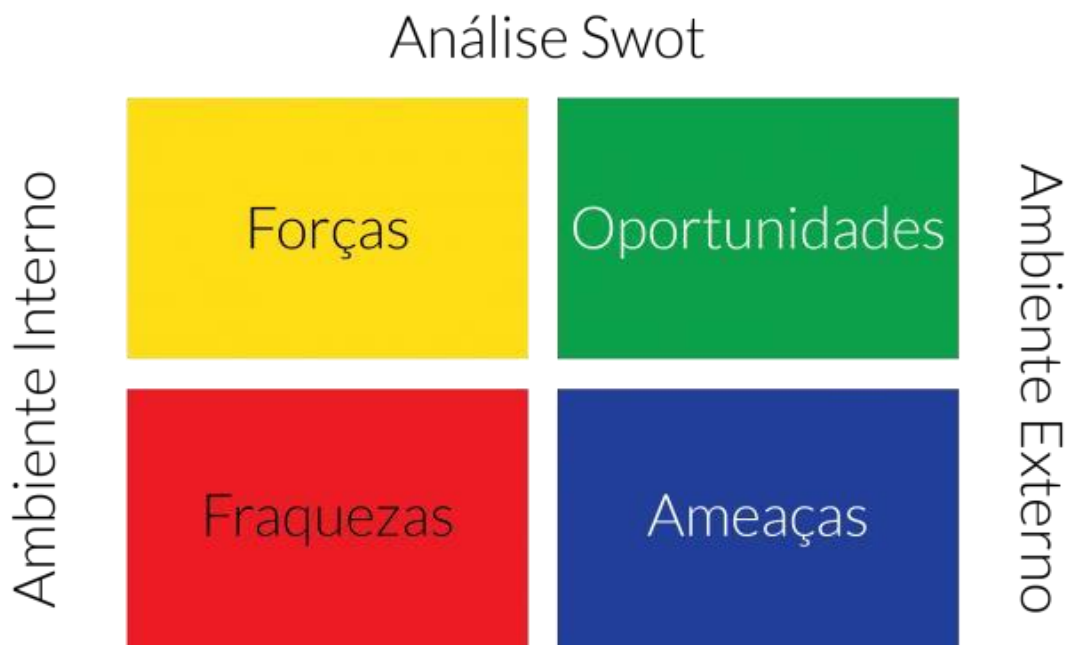 Análise Swot
Ambiente Interno
Forças
Oportunidades
Fraquezas
Ameaças
Ambiente Externo